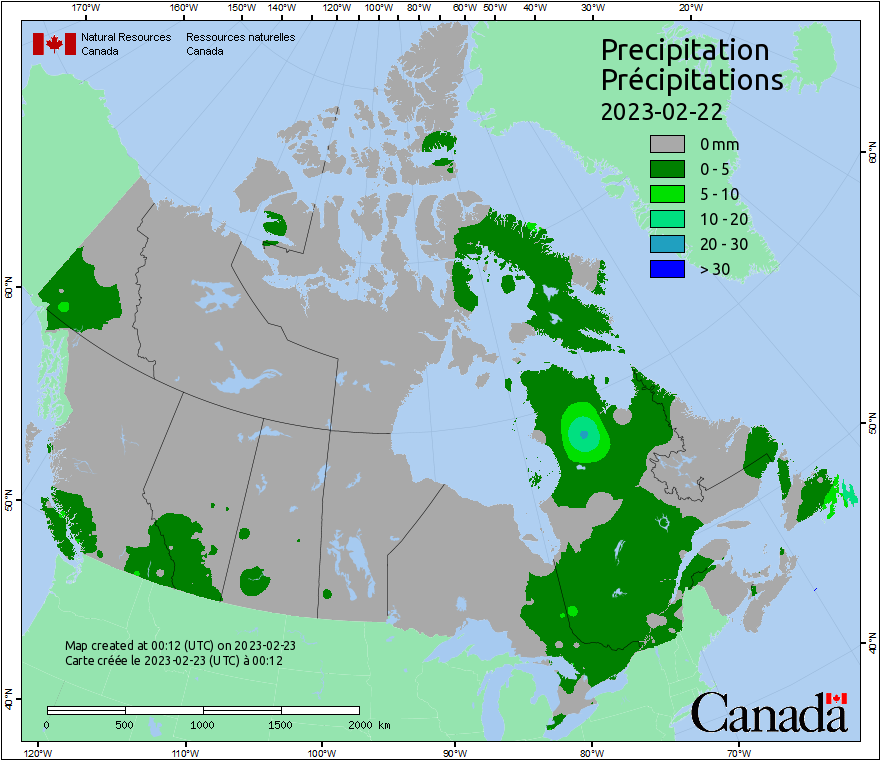 170°W 160°W 150°W 140°W 130°W 120°W 110°W 100°W 90°W 80°W 60°W 50°W 40°W 30°W 20°W
Natural Resources Ressources naturelles
Canada Canada
Precipitation
Précipitations
2023-02-22
0 mm
0 - 5
5 - 10
10 - 20
20 - 30
> 30
60°N
60°N
50°N
50°N
40°N
40°N
Map created at 00:12 (UTC) on 2023-02-23
Carte créée le 2023-02-23 (UTC) à 00:12
0 500 1000 1500 2000 km
Canada
120°W 110°W 100°W 90°W 80°W 70°W